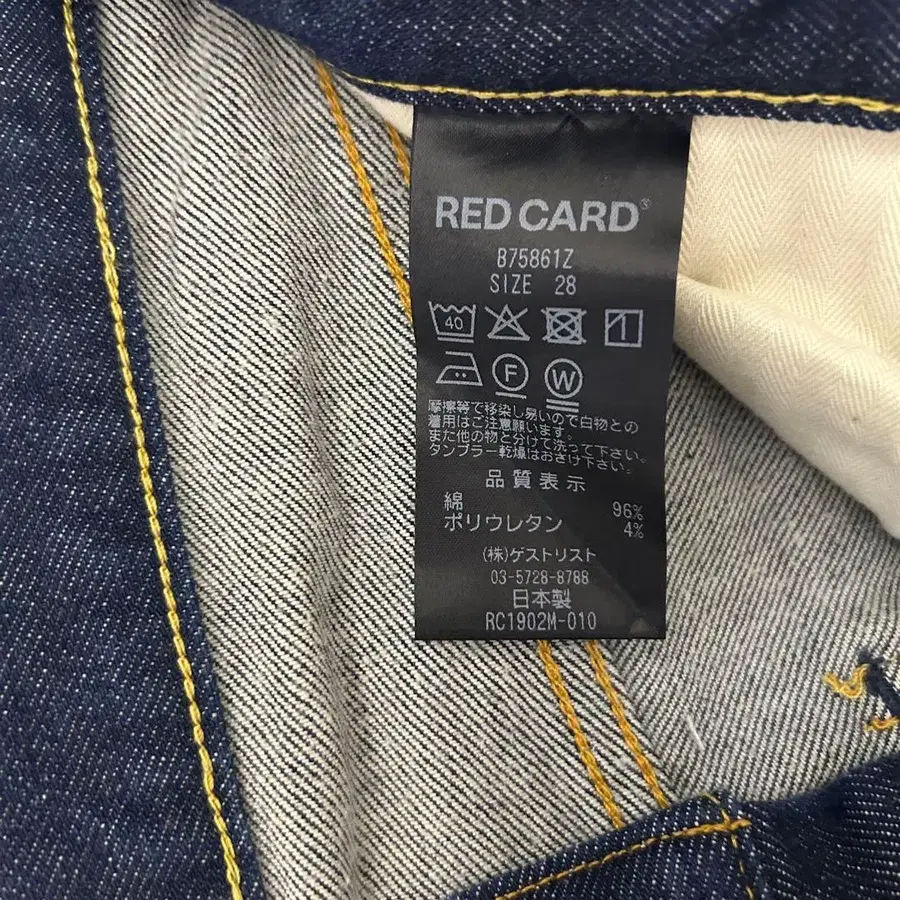 RED CARD®
B75861Z
SIZE 28
40
F W
摩擦等で移染し易いので白物との
着用はご注意願います。
また他の物と分けて洗って下さい。
タンブラー乾燥はおさけ下さい。
品質表示
綿 96%
ポリウレタン 4%
(株)ゲストリスト
03-5728-8788
日本製
RC1902M-010